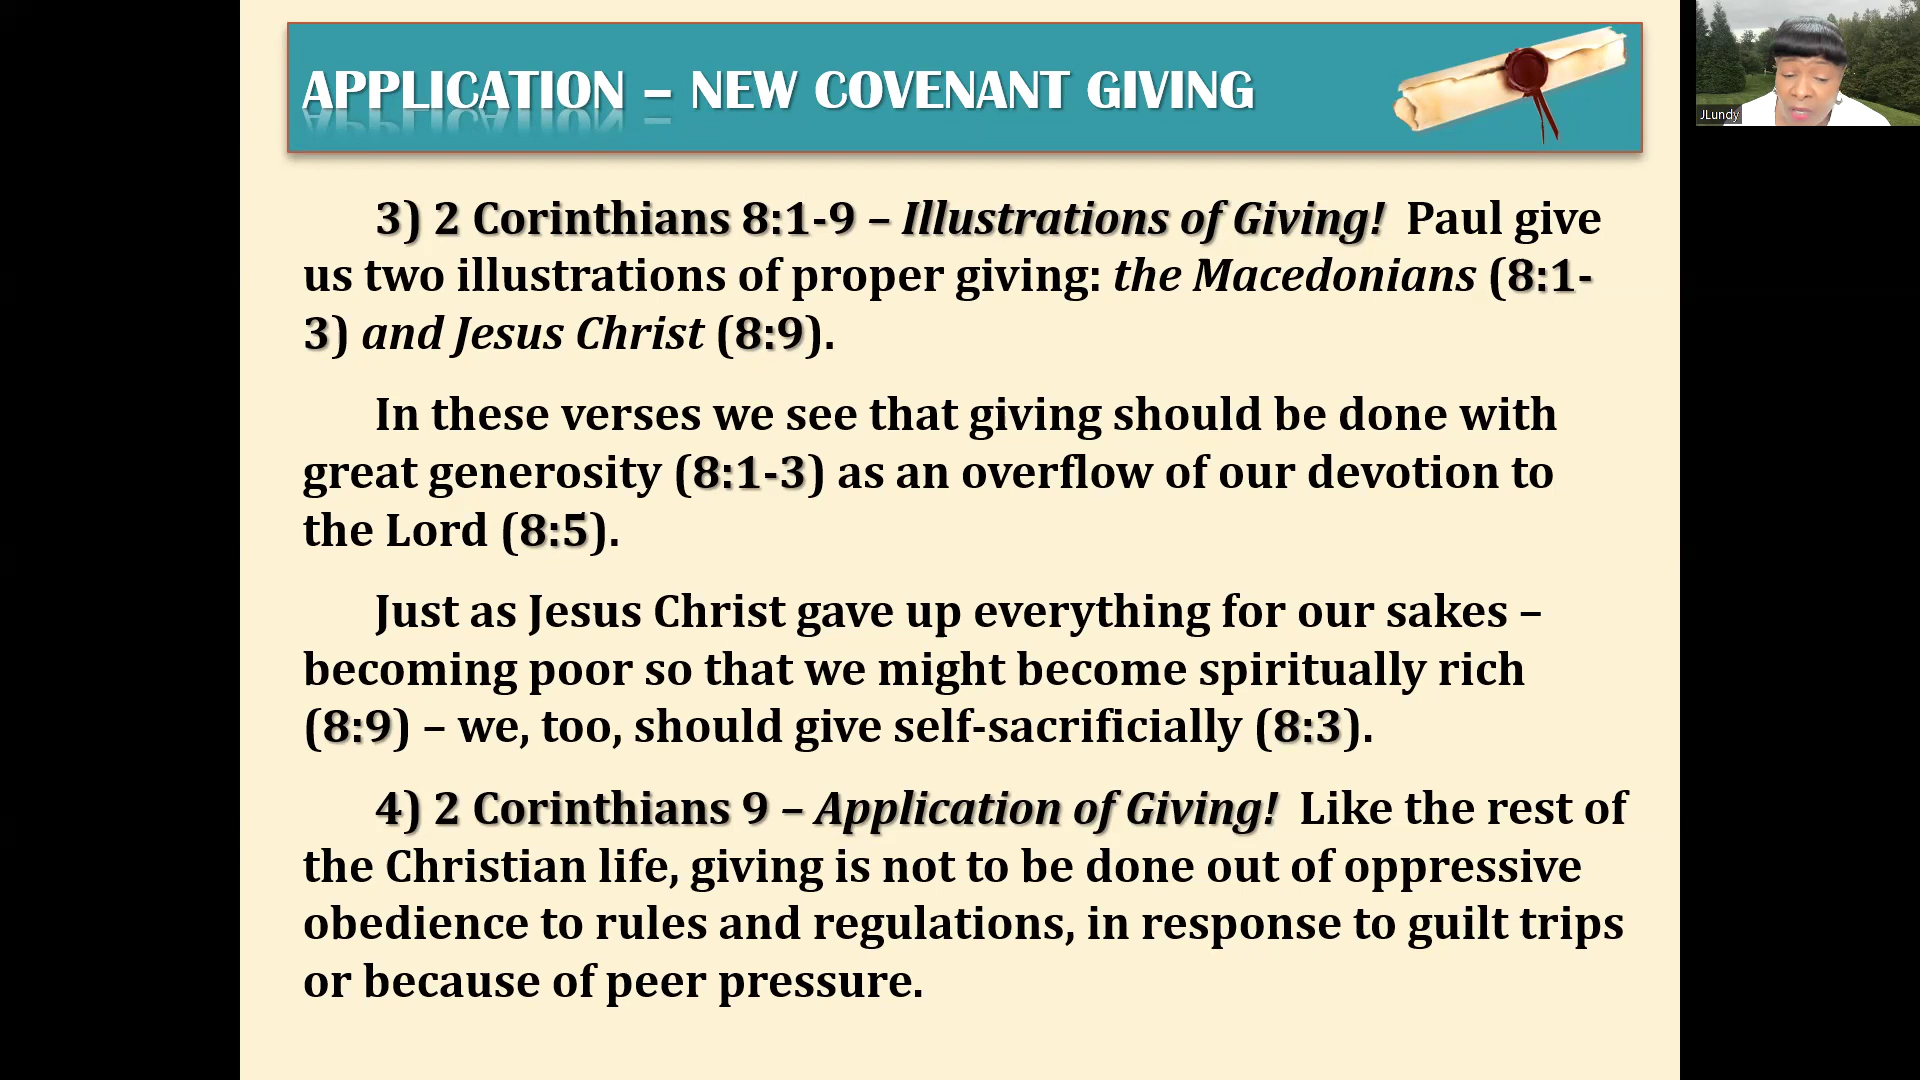 APPLICATION – NEW COVENANT GIVING
JLundy
3) 2 Corinthians 8:1-9 – Illustrations of Giving! Paul give
us two illustrations of proper giving: the Macedonians (8:1-
3) and Jesus Christ (8:9).
In these verses we see that giving should be done with
great generosity (8:1-3) as an overflow of our devotion to
the Lord (8:5).
Just as Jesus Christ gave up everything for our sakes –
becoming poor so that we might become spiritually rich
(8:9) – we, too, should give self-sacrificially (8:3).
4) 2 Corinthians 9 – Application of Giving! Like the rest of
the Christian life, giving is not to be done out of oppressive
obedience to rules and regulations, in response to guilt trips
or because of peer pressure.